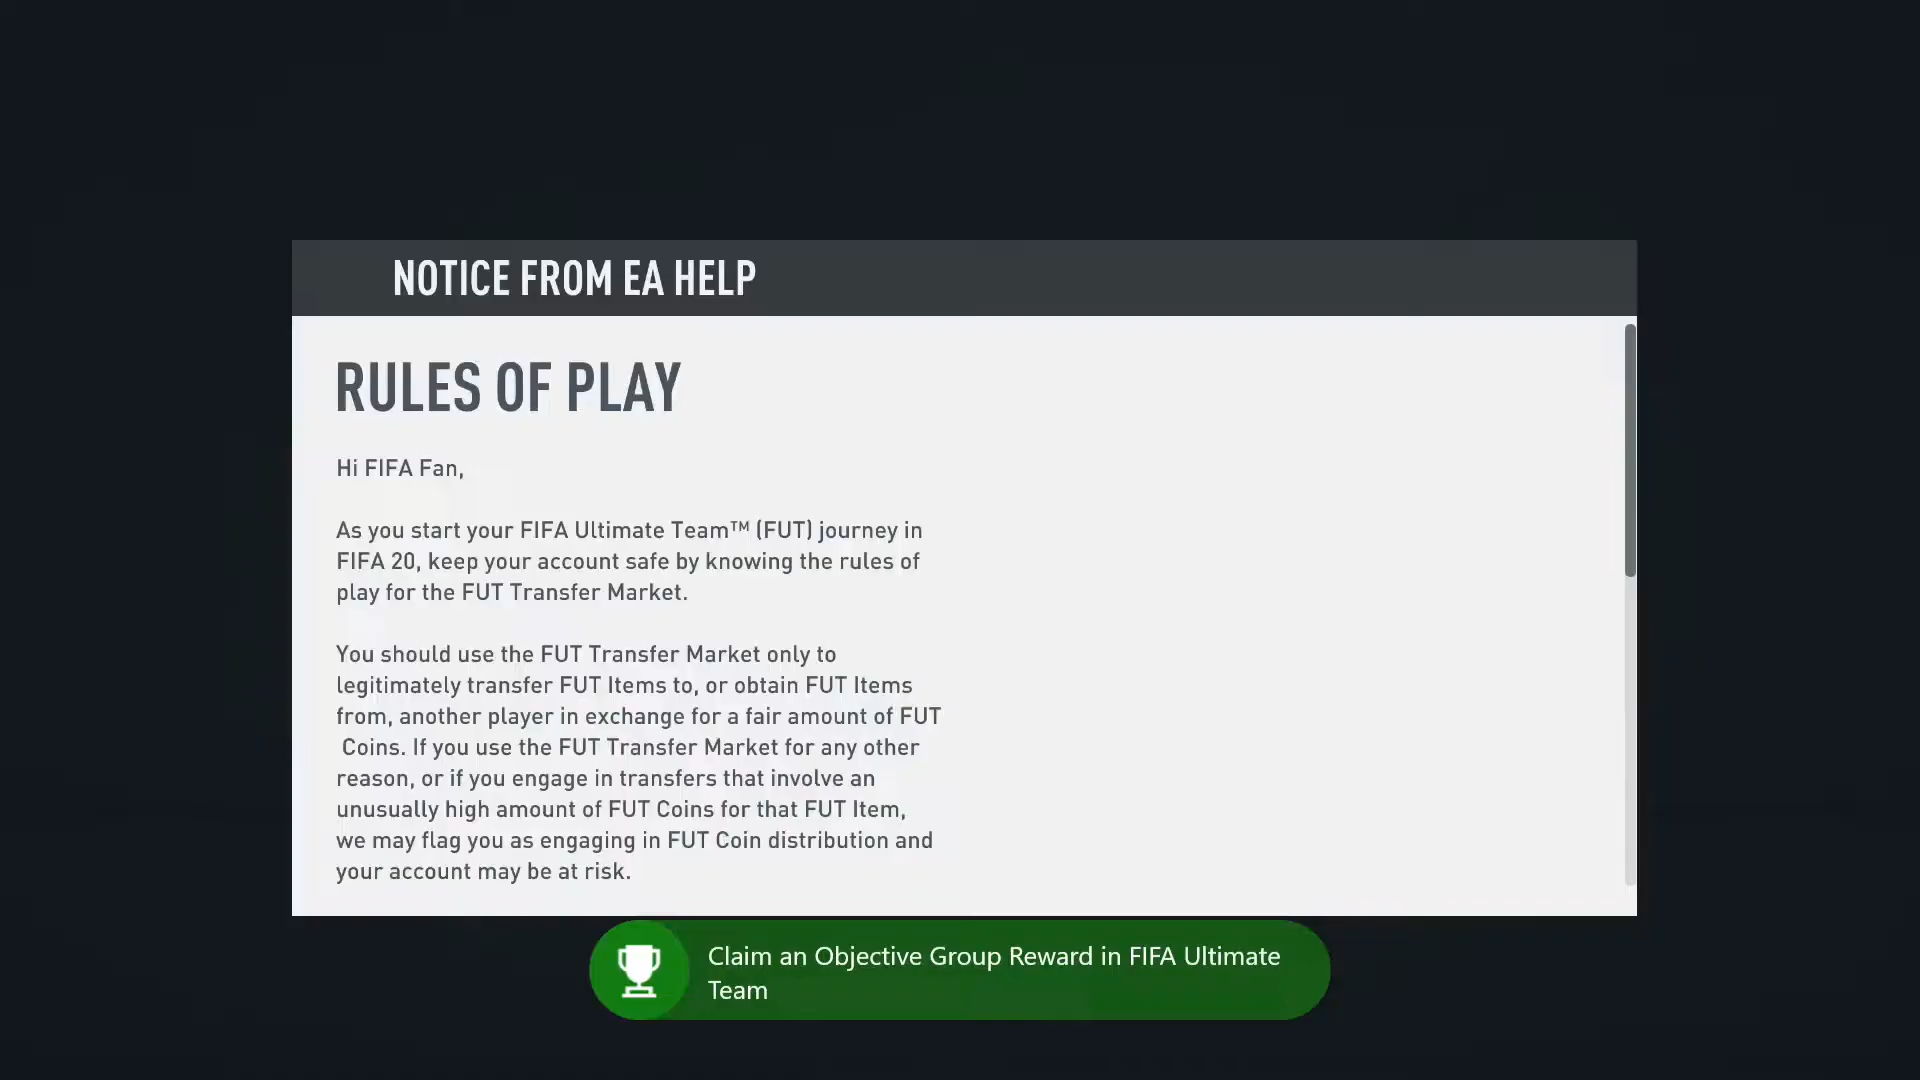 NOTICE FROM EA HELP
RULES OF PLAY
Hi FIFA Fan,
As you start your FIFA Ultimate Team™ (FUT) journey in
FIFA 20, keep your account safe by knowing the rules of
play for the FUT Transfer Market.
You should use the FUT Transfer Market only to
legitimately transfer FUT Items to, or obtain FUT Items
from, another player in exchange for a fair amount of FUT
Coins. If you use the FUT Transfer Market for any other
reason, or if you engage in transfers that involve an
unusually high amount of FUT Coins for that FUT Item,
we may flag you as engaging in FUT Coin distribution and
your account may be at risk.
Claim an Objective Group Reward in FIFA Ultimate
Team